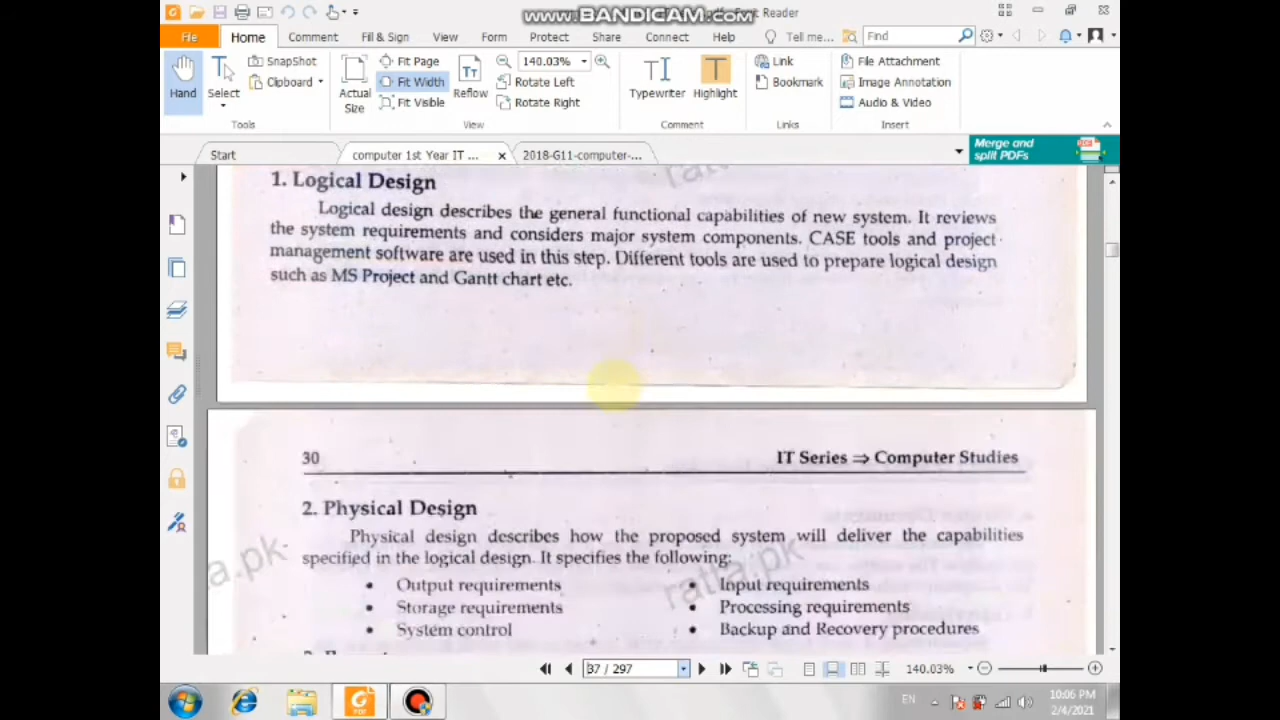 www.BANDICAM.com
Reader
File
Home
Comment
Fill & Sign
View
Form
Protect
Share
Connect
Help
Tell me...
Find
Hand
Select
SnapShot
Clipboard
Tools
Actual Size
Fit Page
Fit Width
Fit Visible
Reflow
140.03%
Rotate Left
Rotate Right
View
Typewriter
Highlight
Comment
Link
Bookmark
Links
File Attachment
Image Annotation
Audio & Video
Insert
Start
computer 1st Year IT ...
2018-G11-computer-...
Merge and
split PDFs
1. Logical Design
Logical design describes the general functional capabilities of new system. It reviews
the system requirements and considers major system components. CASE tools and project
management software are used in this step. Different tools are used to prepare logical design
such as MS Project and Gantt chart etc.
30
IT Series ⇒ Computer Studies
2. Physical Design
Physical design describes how the proposed system will deliver the capabilities
specified in the logical design. It specifies the following:
• Output requirements
• Input requirements
• Storage requirements
• Processing requirements
• System control
• Backup and Recovery procedures
a.pk
ratta.pk
37 / 297
140.03%
EN
10:06 PM
2/4/2021